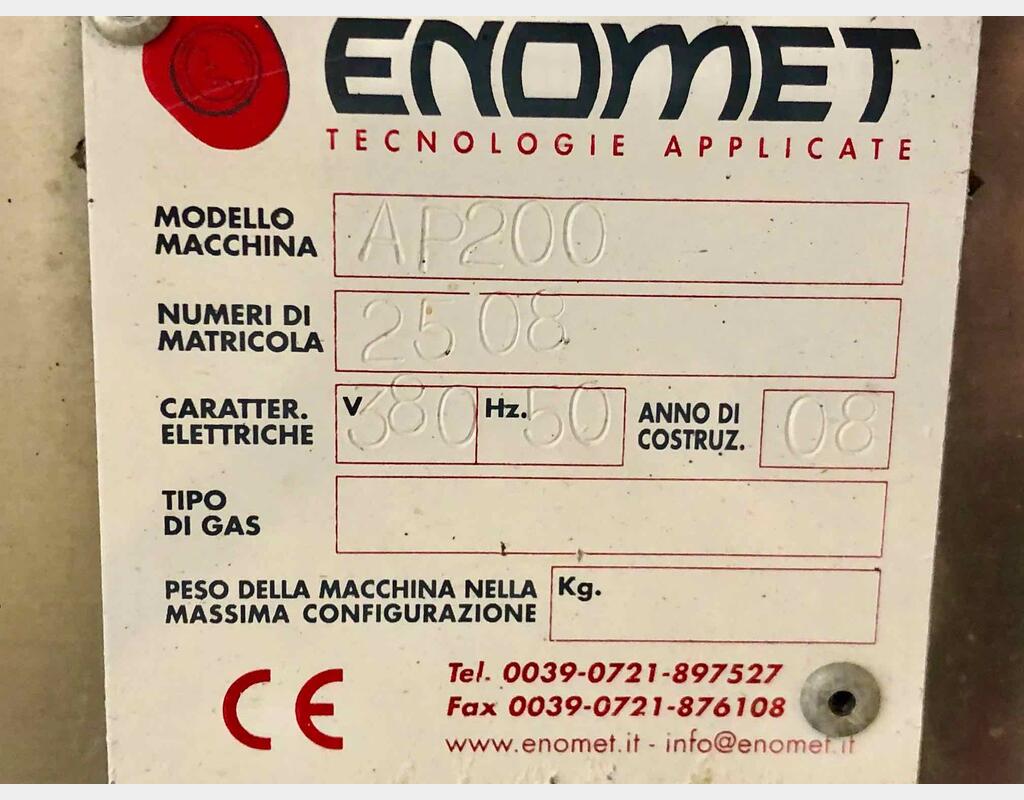 ENOMET
TECNOLOGIE APPLICATE
MODELLO
MACCHINA
AP200 -
NUMERI DI
MATRICOLA
2508
CARATTER.
ELETTRICHE
V 380
Hz. 50
ANNO DI
COSTRUZ.
08
TIPO
DI GAS
PESO DELLA MACCHINA NELLA
MASSIMA CONFIGURAZIONE
Kg.
CE
Tel. 0039-0721-897527
Fax 0039-0721-876108
www.enomet.it - info@enomet.it